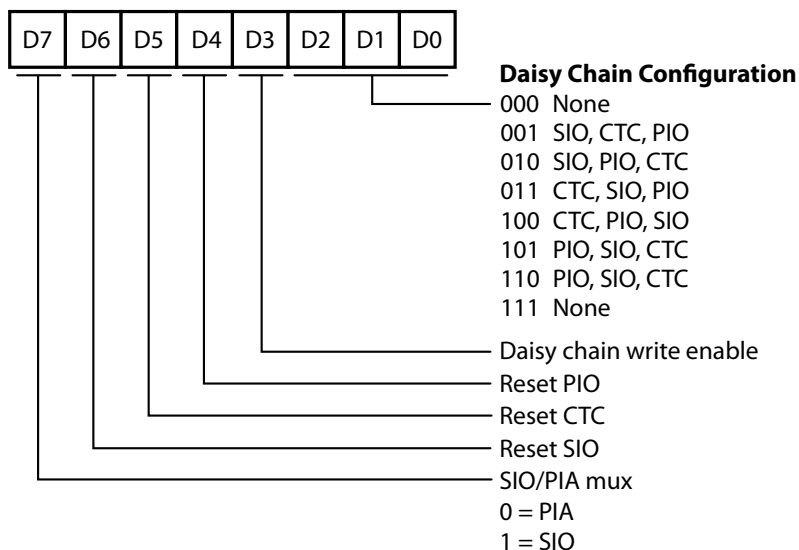 D7 D6 D5 D4 D3 D2 D1 D0
Daisy Chain Configuration
000 None
001 SIO, CTC, PIO
010 SIO, PIO, CTC
011 CTC, SIO, PIO
100 CTC, PIO, SIO
101 PIO, SIO, CTC
110 PIO, SIO, CTC
111 None
Daisy chain write enable
Reset PIO
Reset CTC
Reset SIO
SIO/PIA mux
0 = PIA
1 = SIO